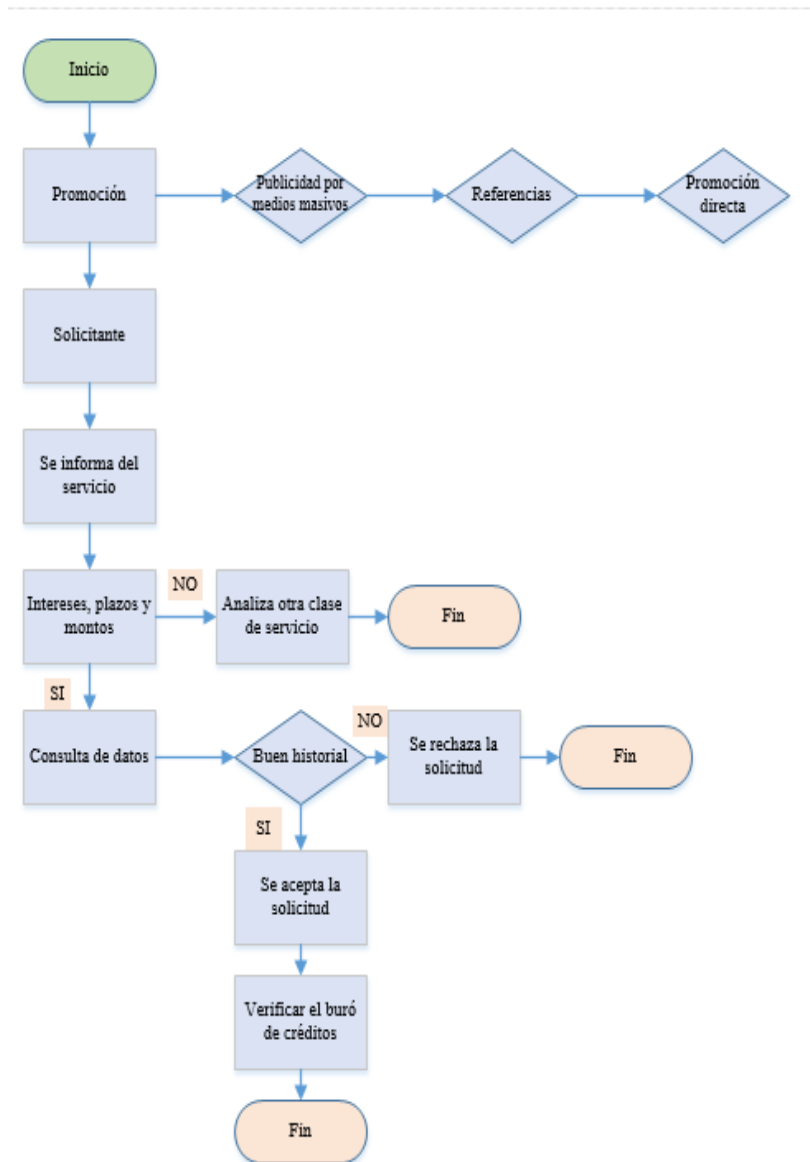 Inicio
Promoción
Publicidad por
medios masivos
Referencias
Promoción
directa
Solicitante
Se informa del
servicio
Intereses, plazos y
montos
NO
Analiza otra clase
de servicio
Fin
SI
Consulta de datos
Buen historial
NO
Se rechaza la
solicitud
Fin
SI
Se acepta la
solicitud
Verificar el buró
de créditos
Fin